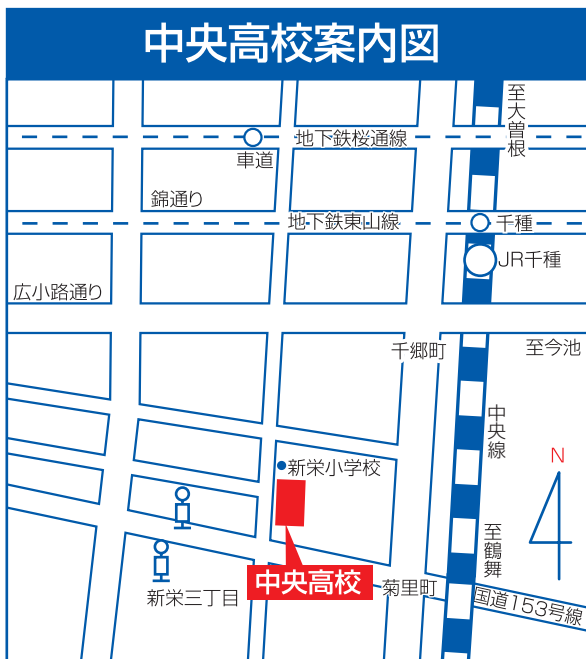 中央高校案内図
至大曽根
地下鉄桜通線
車道
錦通り
地下鉄東山線
千種
JR千種
広小路通り
千郷町
至今池
中央線
N
新栄小学校
至鶴舞
中央高校
菊里町
新栄三丁目
国道153号線